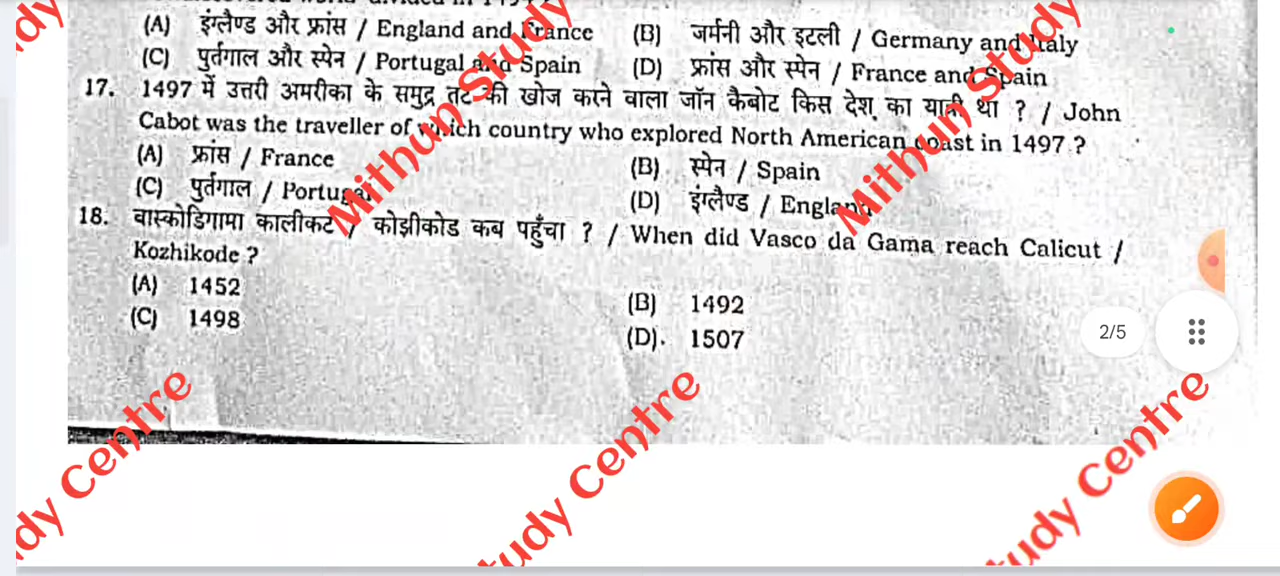 (A) इंग्लैण्ड और फ्रांस / England and France (B) जर्मनी और इटली / Germany and Italy
(C) पुर्तगाल और स्पेन / Portugal and Spain (D) फ्रांस और स्पेन / France and Spain
17. 1497 में उत्तरी अमरीका के समुद्र तट की खोज करने वाला जॉन कैबोट किस देश का यात्री था ? / John
Cabot was the traveller of which country who explored North American coast in 1497 ?
(A) फ्रांस / France (B) स्पेन / Spain
(C) पुर्तगाल / Portugal (D) इंग्लैण्ड / England
18. वास्कोडिगामा कालीकट / कोझीकोड कब पहुँचा ? / When did Vasco da Gama reach Calicut /
Kozhikode ?
(A) 1452 (B) 1492
(C) 1498 (D). 1507
2/5
Mithun Study Centre
Mithun Study Centre
dy Centre